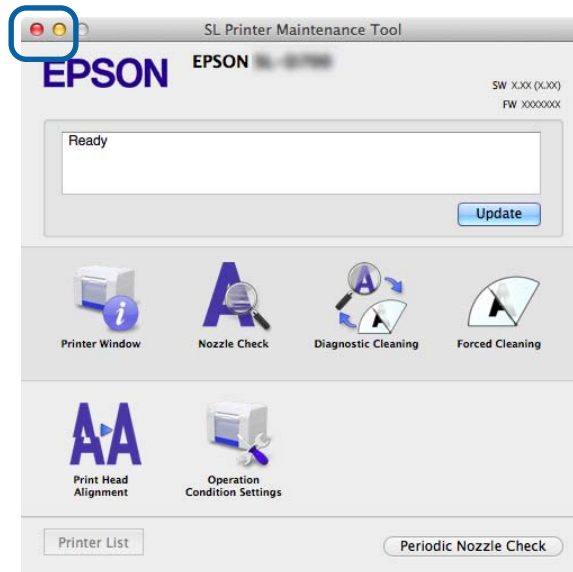 SL Printer Maintenance Tool
EPSON
EPSON
SW X.XX (X.XX)
FW XXXXXXX
Ready
Update
Printer Window
Nozzle Check
Diagnostic Cleaning
Forced Cleaning
Print Head
Alignment
Operation
Condition Settings
Printer List
Periodic Nozzle Check